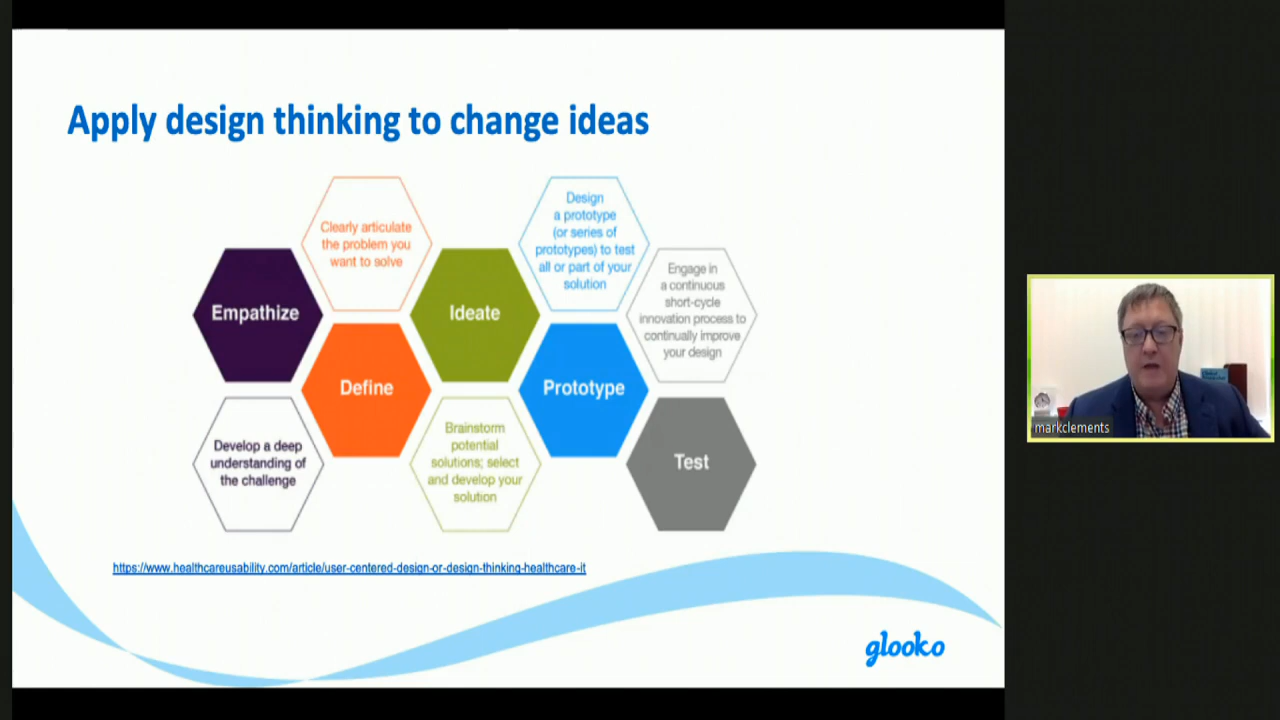 Apply design thinking to change ideas
Empathize
Develop a deep
understanding of
the challenge
Clearly articulate
the problem you
want to solve
Define
Ideate
Brainstorm
potential
solutions; select
and develop your
solution
Design
a prototype
(or series of
prototypes) to test
all or part of your
solution
Prototype
Engage in
a continuous
short-cycle
innovation process to
continually improve
your design
Test
https://www.healthcareusability.com/article/user-centered-design-or-design-thinking-healthcare-it
glooko
markclements